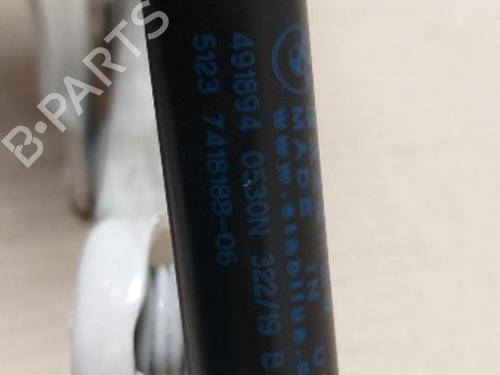 B-PARTS
MADE IN
www.stabilus.c
491894 0530N 322/19 B
5123 7418188-06